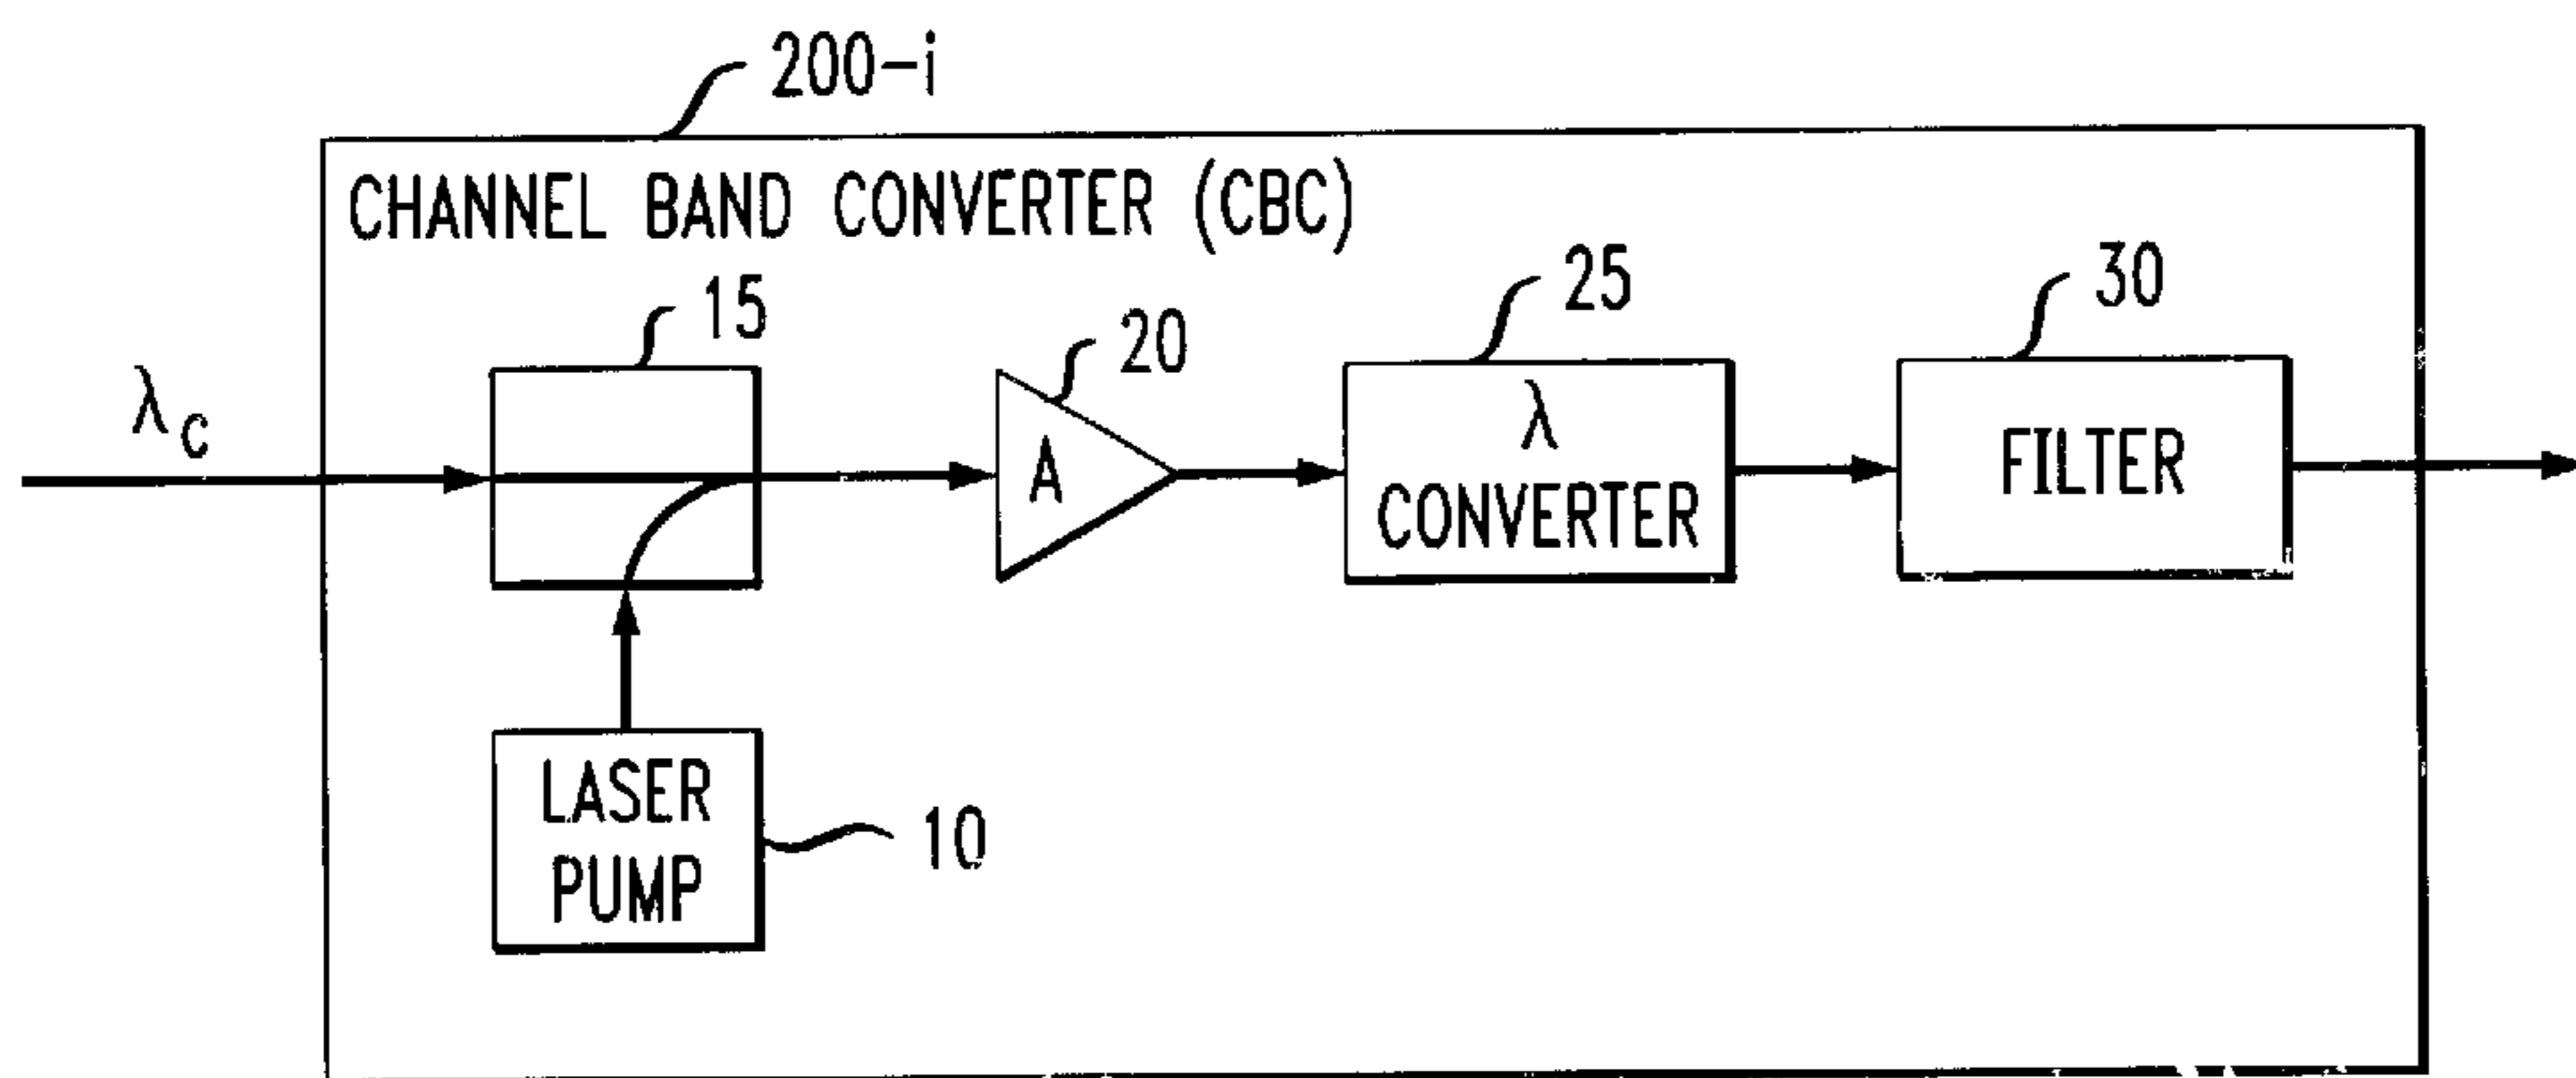 200-i
CHANNEL BAND CONVERTER (CBC)
15
20
25
30
λc
A
λ
CONVERTER
FILTER
LASER
PUMP
10